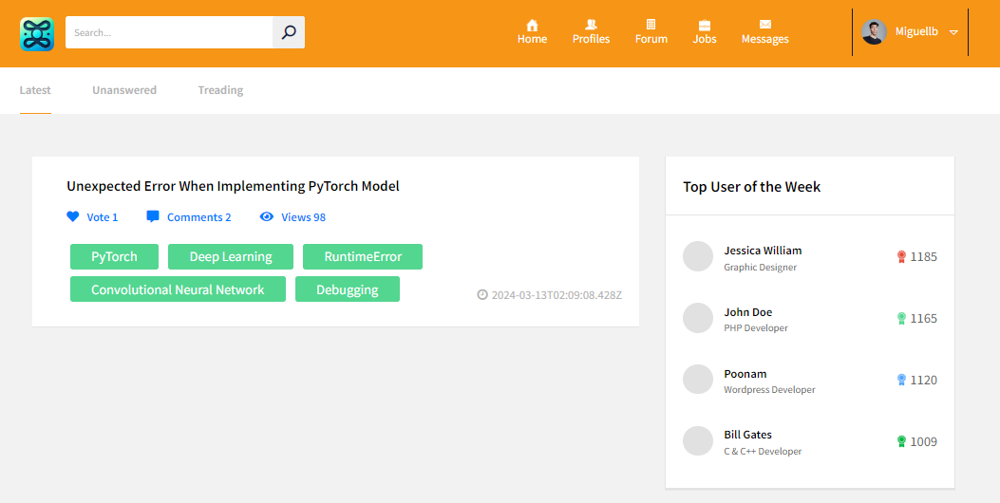 Search...
Home Profiles Forum Jobs Messages Miguellb
Latest Unanswered Treading
Unexpected Error When Implementing PyTorch Model
Vote 1 Comments 2 Views 98
PyTorch Deep Learning RuntimeError
Convolutional Neural Network Debugging
2024-03-13T02:09:08.428Z
Top User of the Week
Jessica William
Graphic Designer
1185
John Doe
PHP Developer
1165
Poonam
Wordpress Developer
1120
Bill Gates
C & C++ Developer
1009